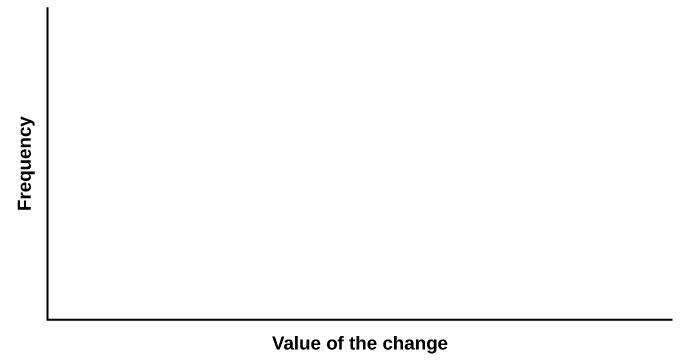 Frequency
Value of the change